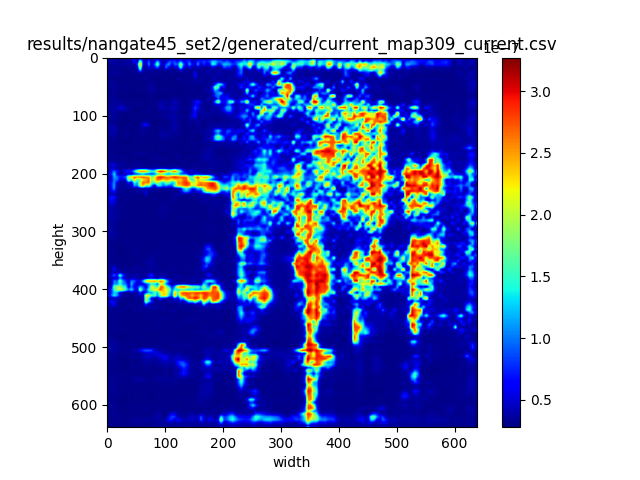 results/nangate45_set2/generated/current_map309_current.csv
1e−7
0
100
200
300
400
500
600
height
0 100 200 300 400 500 600
width
3.0
2.5
2.0
1.5
1.0
0.5